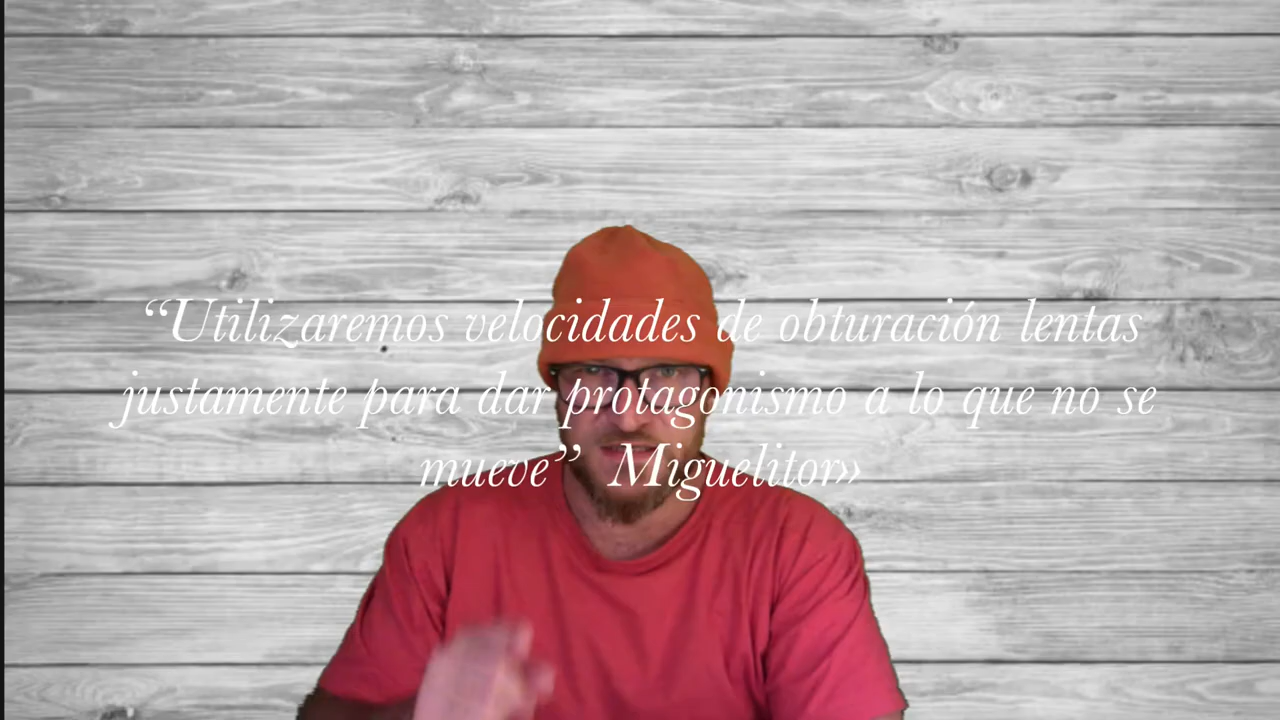 “Utilizaremos velocidades de obturación lentas
justamente para dar protagonismo a lo que no se
mueve” Miguelitor»